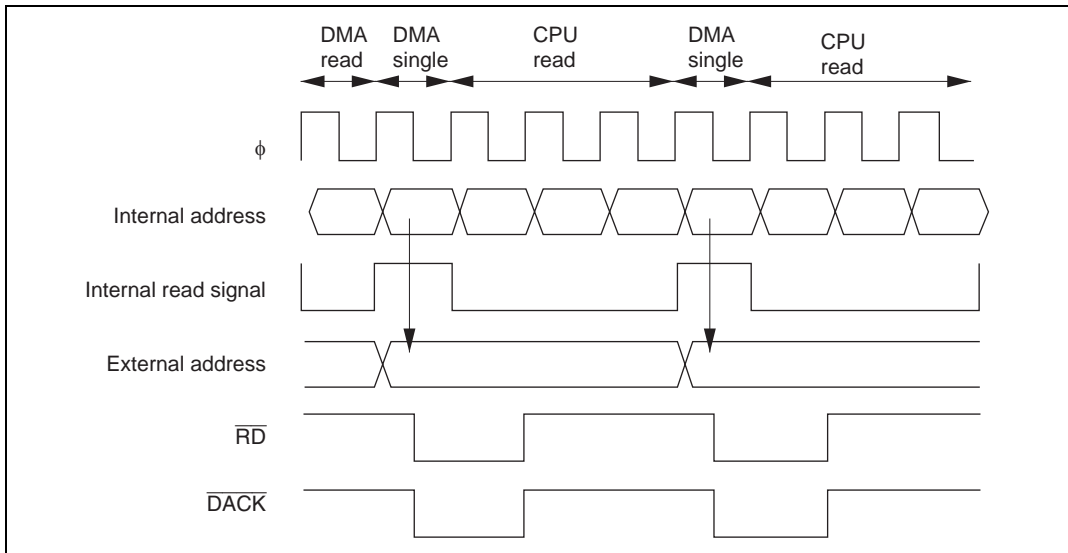 DMA read
DMA single
CPU read
DMA single
CPU read
ϕ
Internal address
Internal read signal
External address
RD
DACK